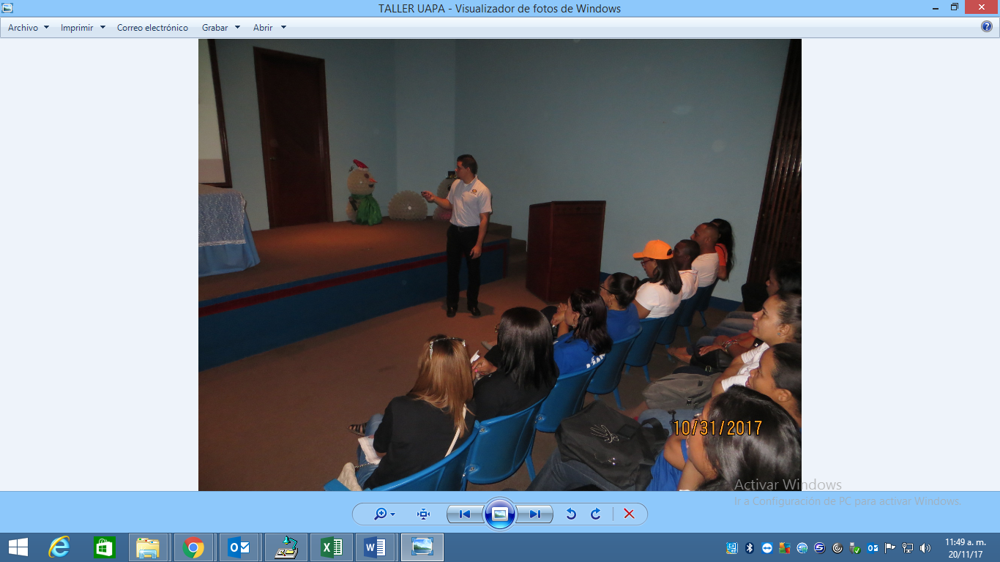 TALLER UAPA - Visualizador de fotos de Windows
Archivo Imprimir Correo electrónico Grabar Abrir
10/31/2017
Activar Windows
Ir a Configuración de PC para activar Windows.
11:49 a. m.
20/11/17